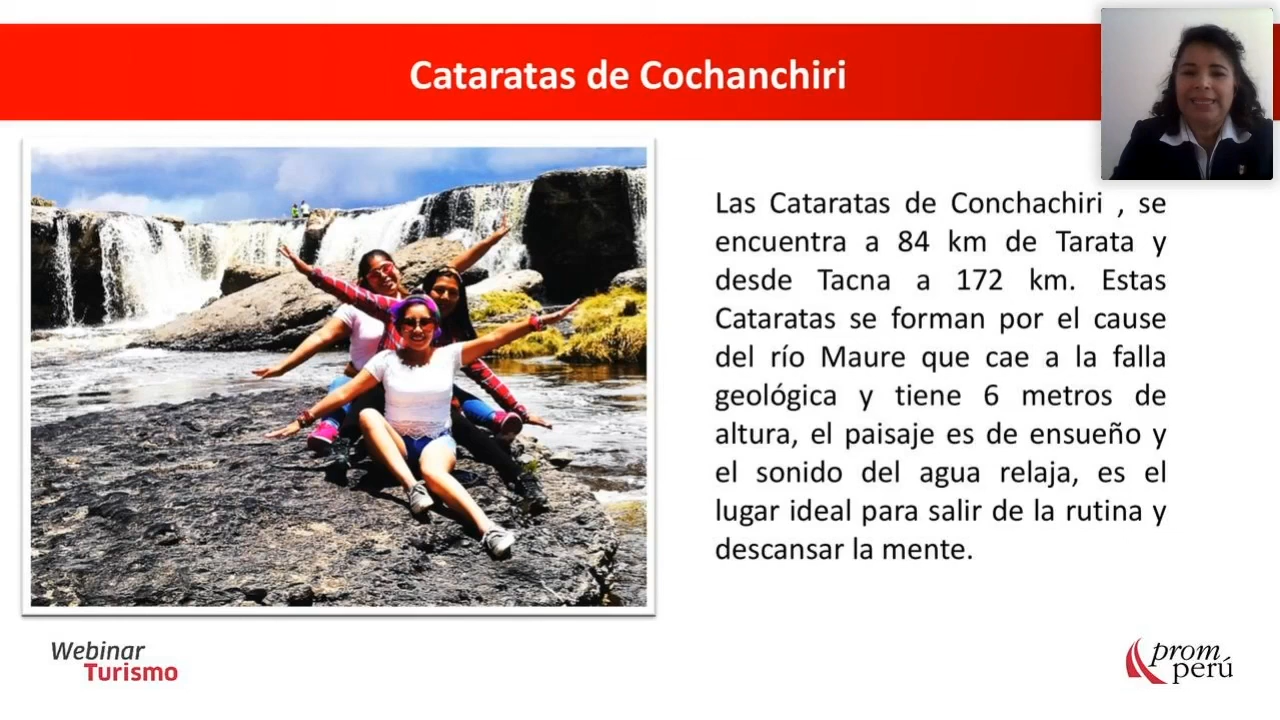 Cataratas de Cochanchiri
Las Cataratas de Conchachiri , se
encuentra a 84 km de Tarata y
desde Tacna a 172 km. Estas
Cataratas se forman por el cause
del río Maure que cae a la falla
geológica y tiene 6 metros de
altura, el paisaje es de ensueño y
el sonido del agua relaja, es el
lugar ideal para salir de la rutina y
descansar la mente.
Webinar
Turismo
prom
perú